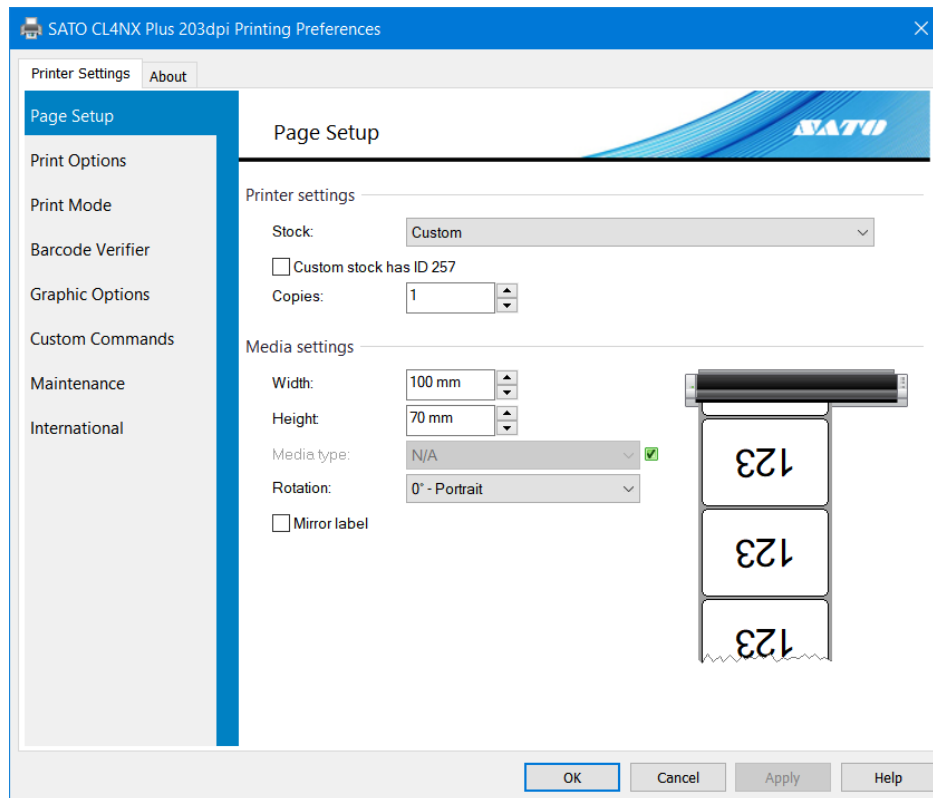 SATO CL4NX Plus 203dpi Printing Preferences
Printer Settings About
Page Setup
Print Options
Print Mode
Barcode Verifier
Graphic Options
Custom Commands
Maintenance
International
Page Setup SATO
Printer settings
Stock: Custom
Custom stock has ID 257
Copies: 1
Media settings
Width: 100 mm
Height: 70 mm
Media type: N/A
Rotation: 0° - Portrait
Mirror label
123
123
123
OK Cancel Apply Help